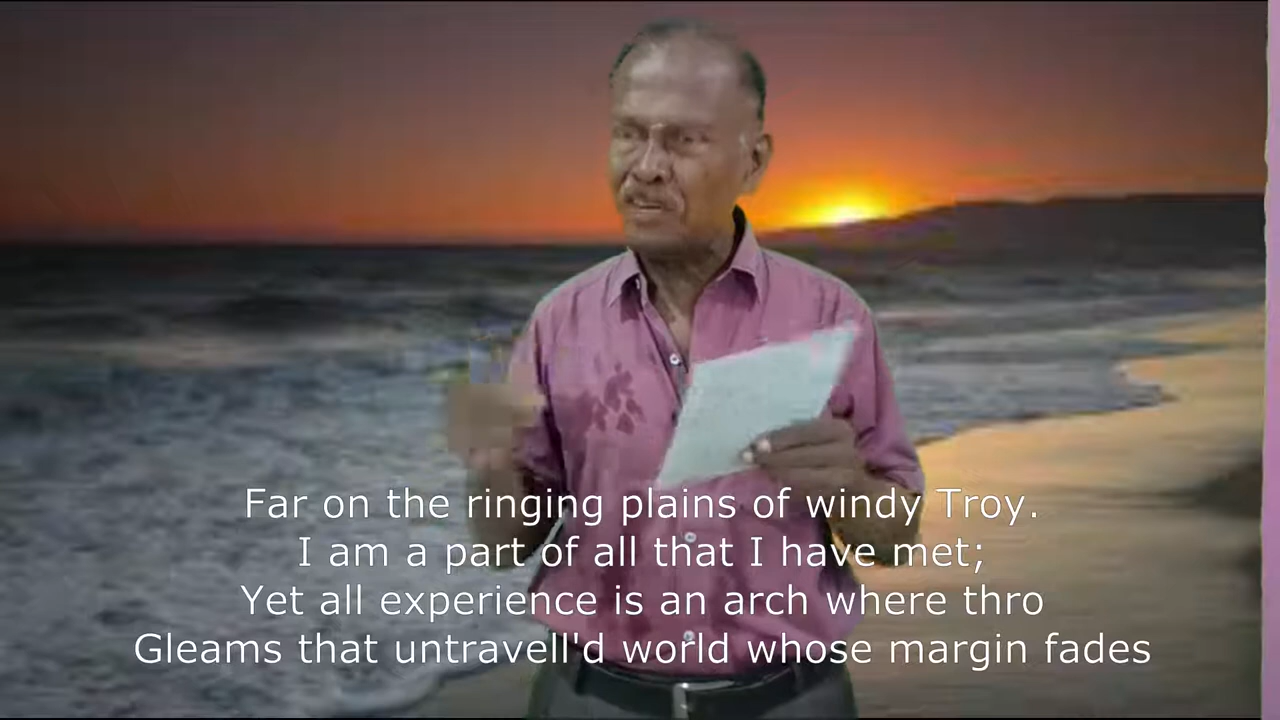 Far on the ringing plains of windy Troy.
I am a part of all that I have met;
Yet all experience is an arch where thro
Gleams that untravell'd world whose margin fades